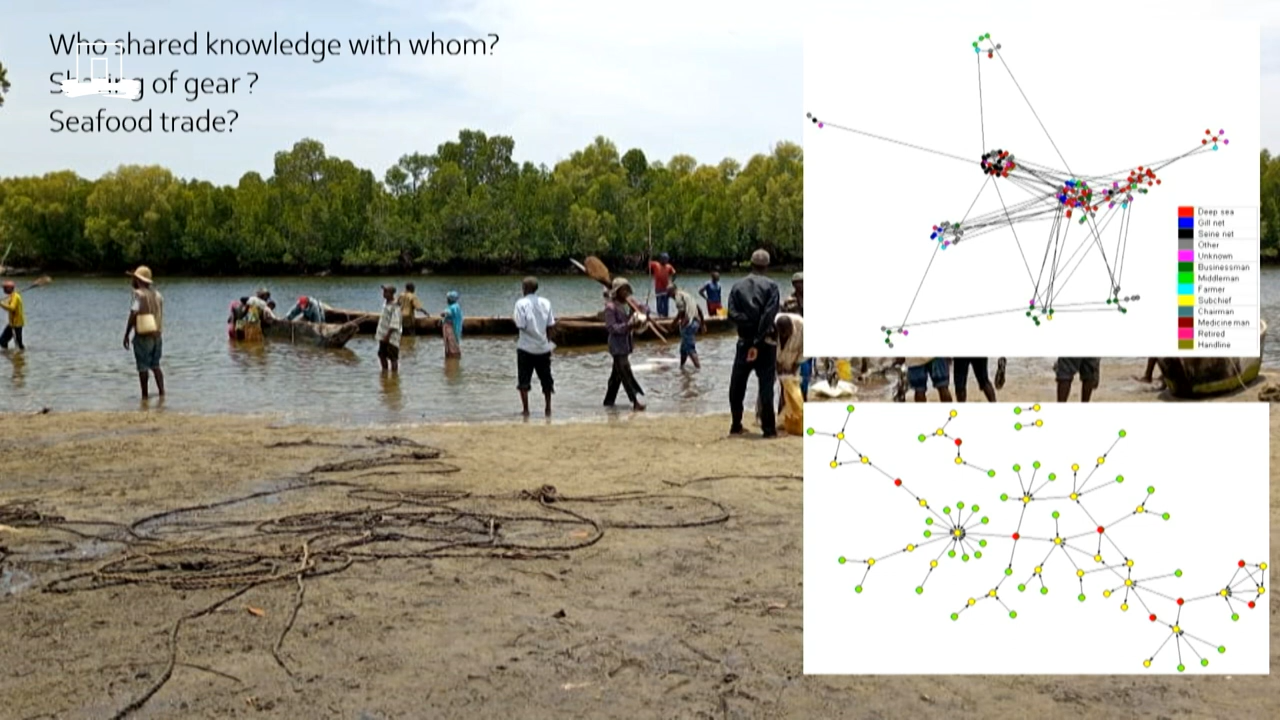 Who shared knowledge with whom?
Sharing of gear ?
Seafood trade?
Deep sea
Gill net
Seine net
Other
Unknown
Businessman
Middleman
Farmer
Subchief
Chairman
Medicine man
Retired
Handline